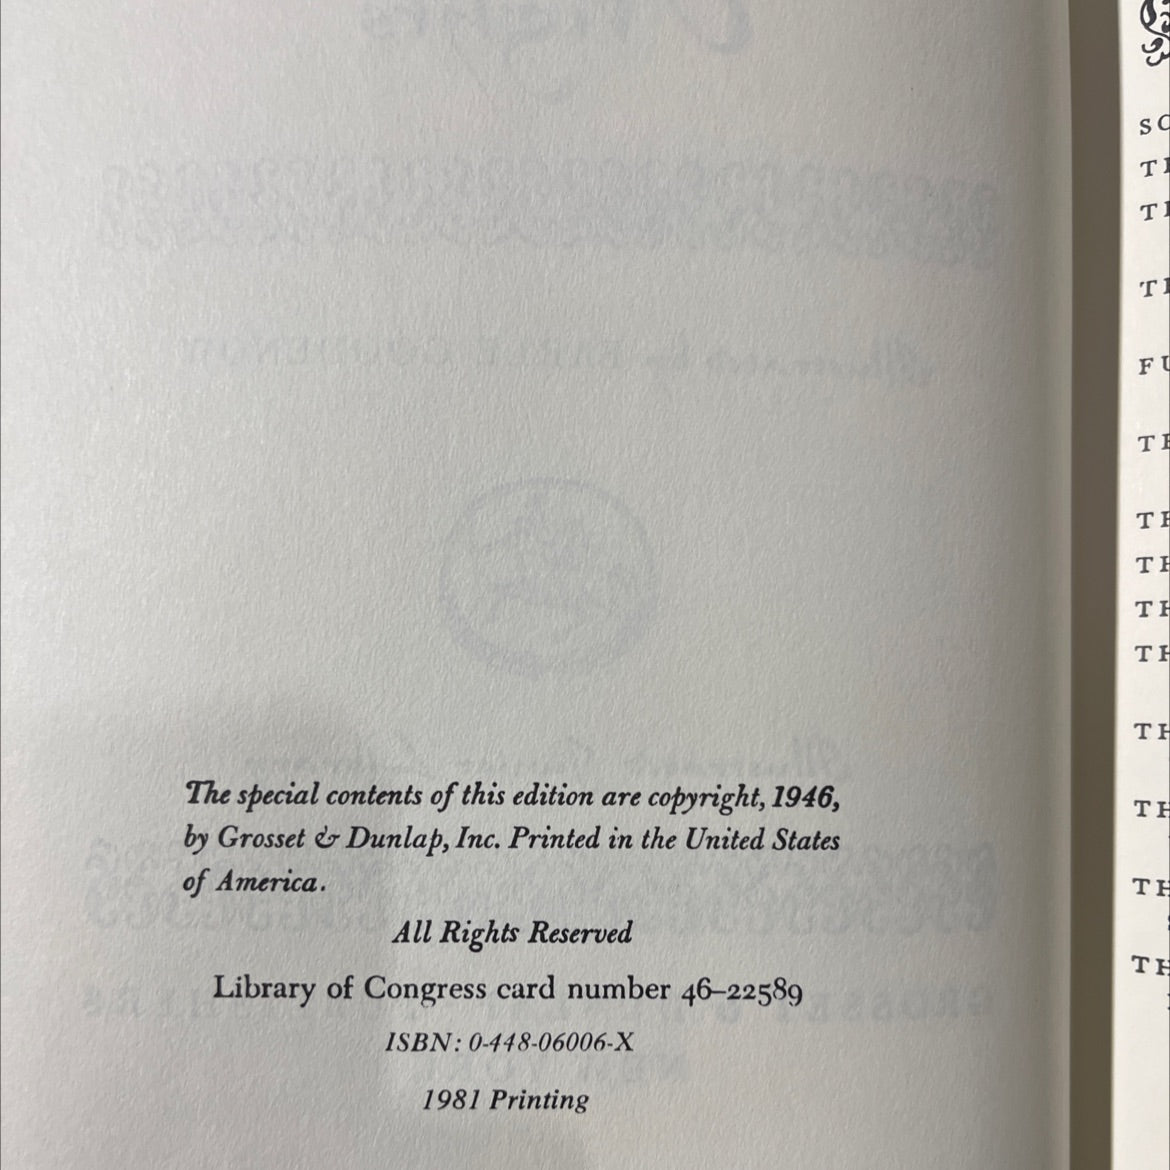 The special contents of this edition are copyright, 1946,
by Grosset & Dunlap, Inc. Printed in the United States
of America.
All Rights Reserved
Library of Congress card number 46–22589
ISBN: 0-448-06006-X
1981 Printing